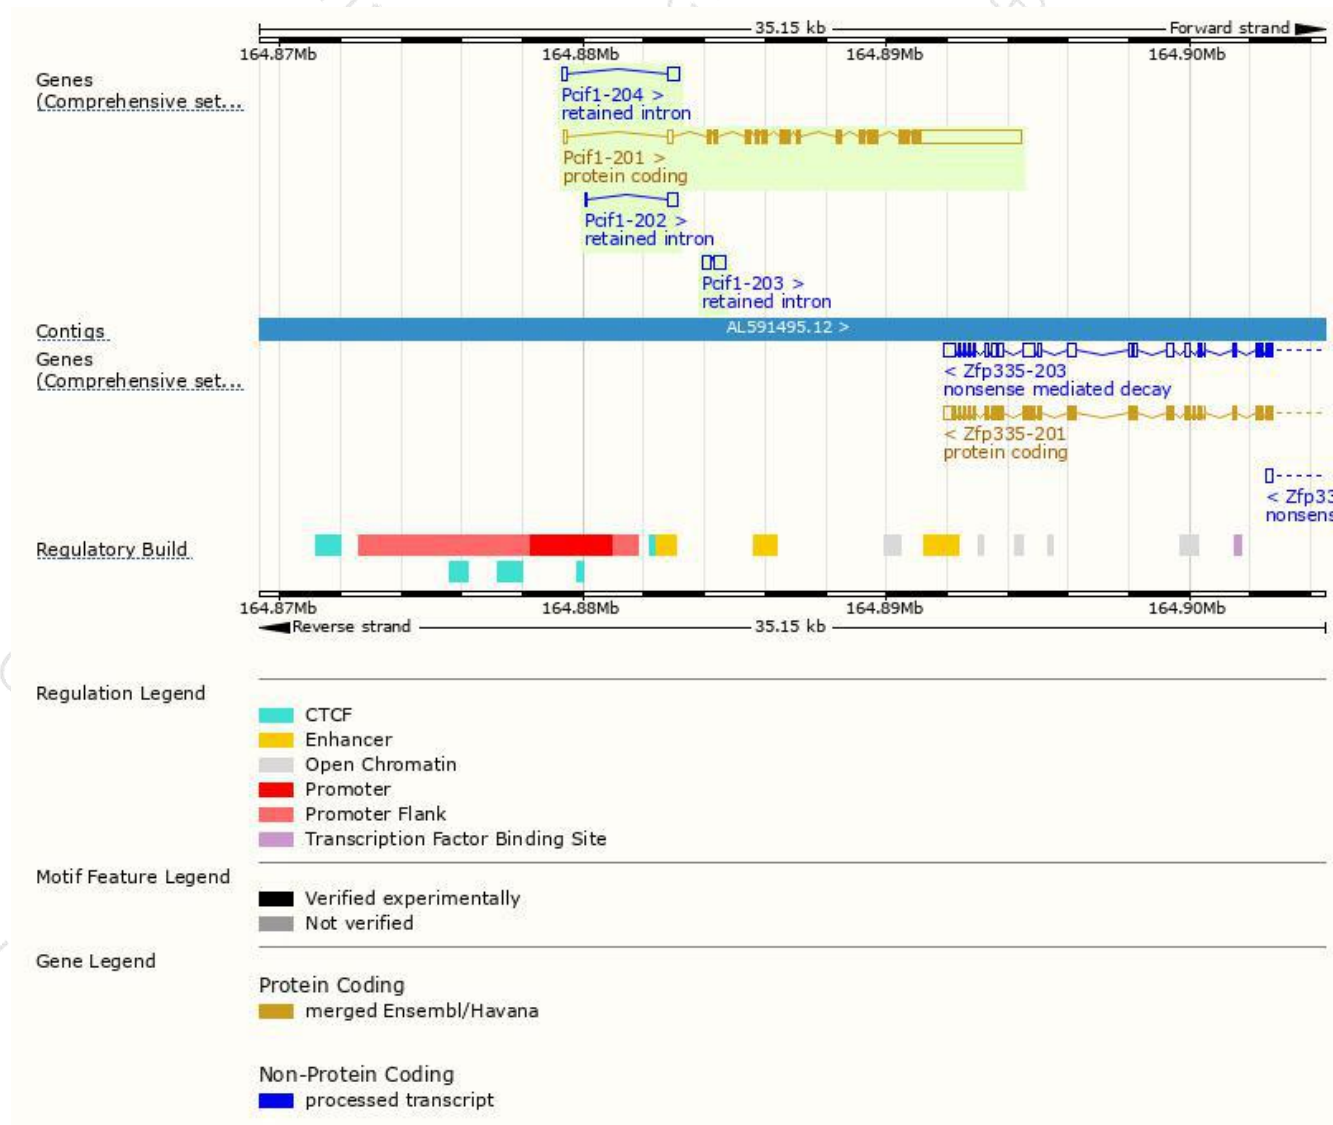 35.15 kb
Forward strand
164.87Mb 164.88Mb 164.89Mb 164.90Mb
Genes
(Comprehensive set...
Pcif1-204 >
retained intron
Pcif1-201 >
protein coding
Pcif1-202 >
retained intron
Pcif1-203 >
retained intron
Contigs
AL591495.12 >
Genes
(Comprehensive set...
< Zfp335-203
nonsense mediated decay
< Zfp335-201
protein coding
< Zfp33
nonsens
Regulatory Build
164.87Mb 164.88Mb 164.89Mb 164.90Mb
Reverse strand
35.15 kb
Regulation Legend
CTCF
Enhancer
Open Chromatin
Promoter
Promoter Flank
Transcription Factor Binding Site
Motif Feature Legend
Verified experimentally
Not verified
Gene Legend
Protein Coding
merged Ensembl/Havana
Non-Protein Coding
processed transcript